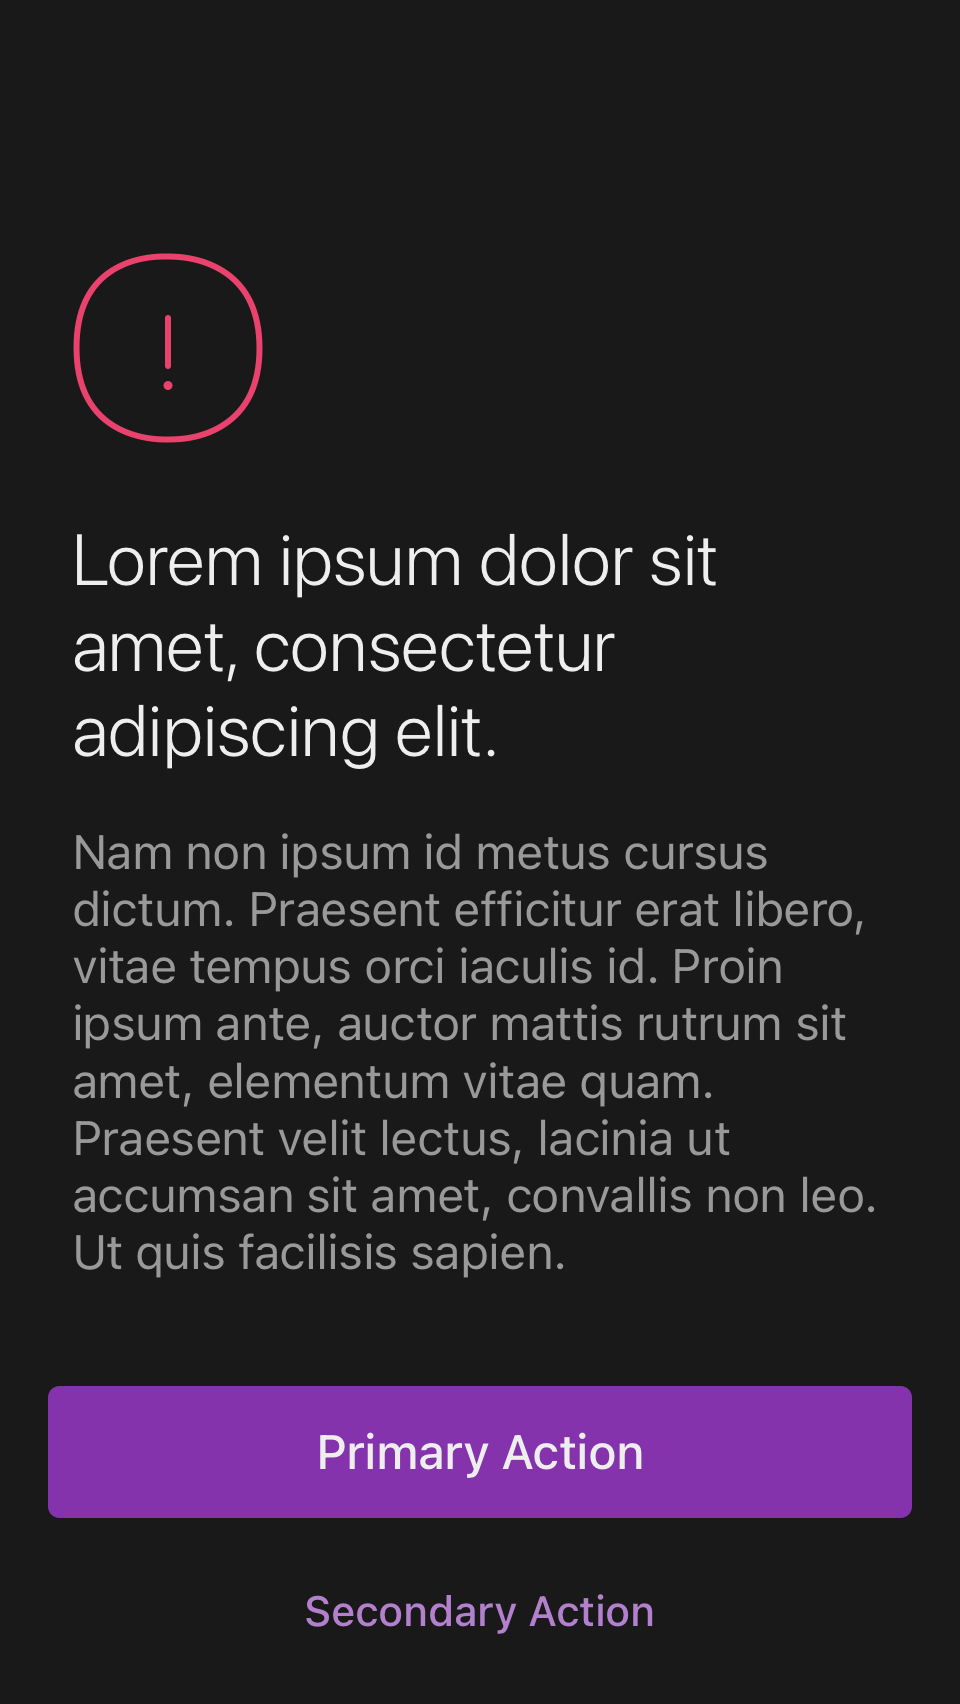 Lorem ipsum dolor sit
amet, consectetur
adipiscing elit.
Nam non ipsum id metus cursus
dictum. Praesent efficitur erat libero,
vitae tempus orci iaculis id. Proin
ipsum ante, auctor mattis rutrum sit
amet, elementum vitae quam.
Praesent velit lectus, lacinia ut
accumsan sit amet, convallis non leo.
Ut quis facilisis sapien.
Primary Action
Secondary Action